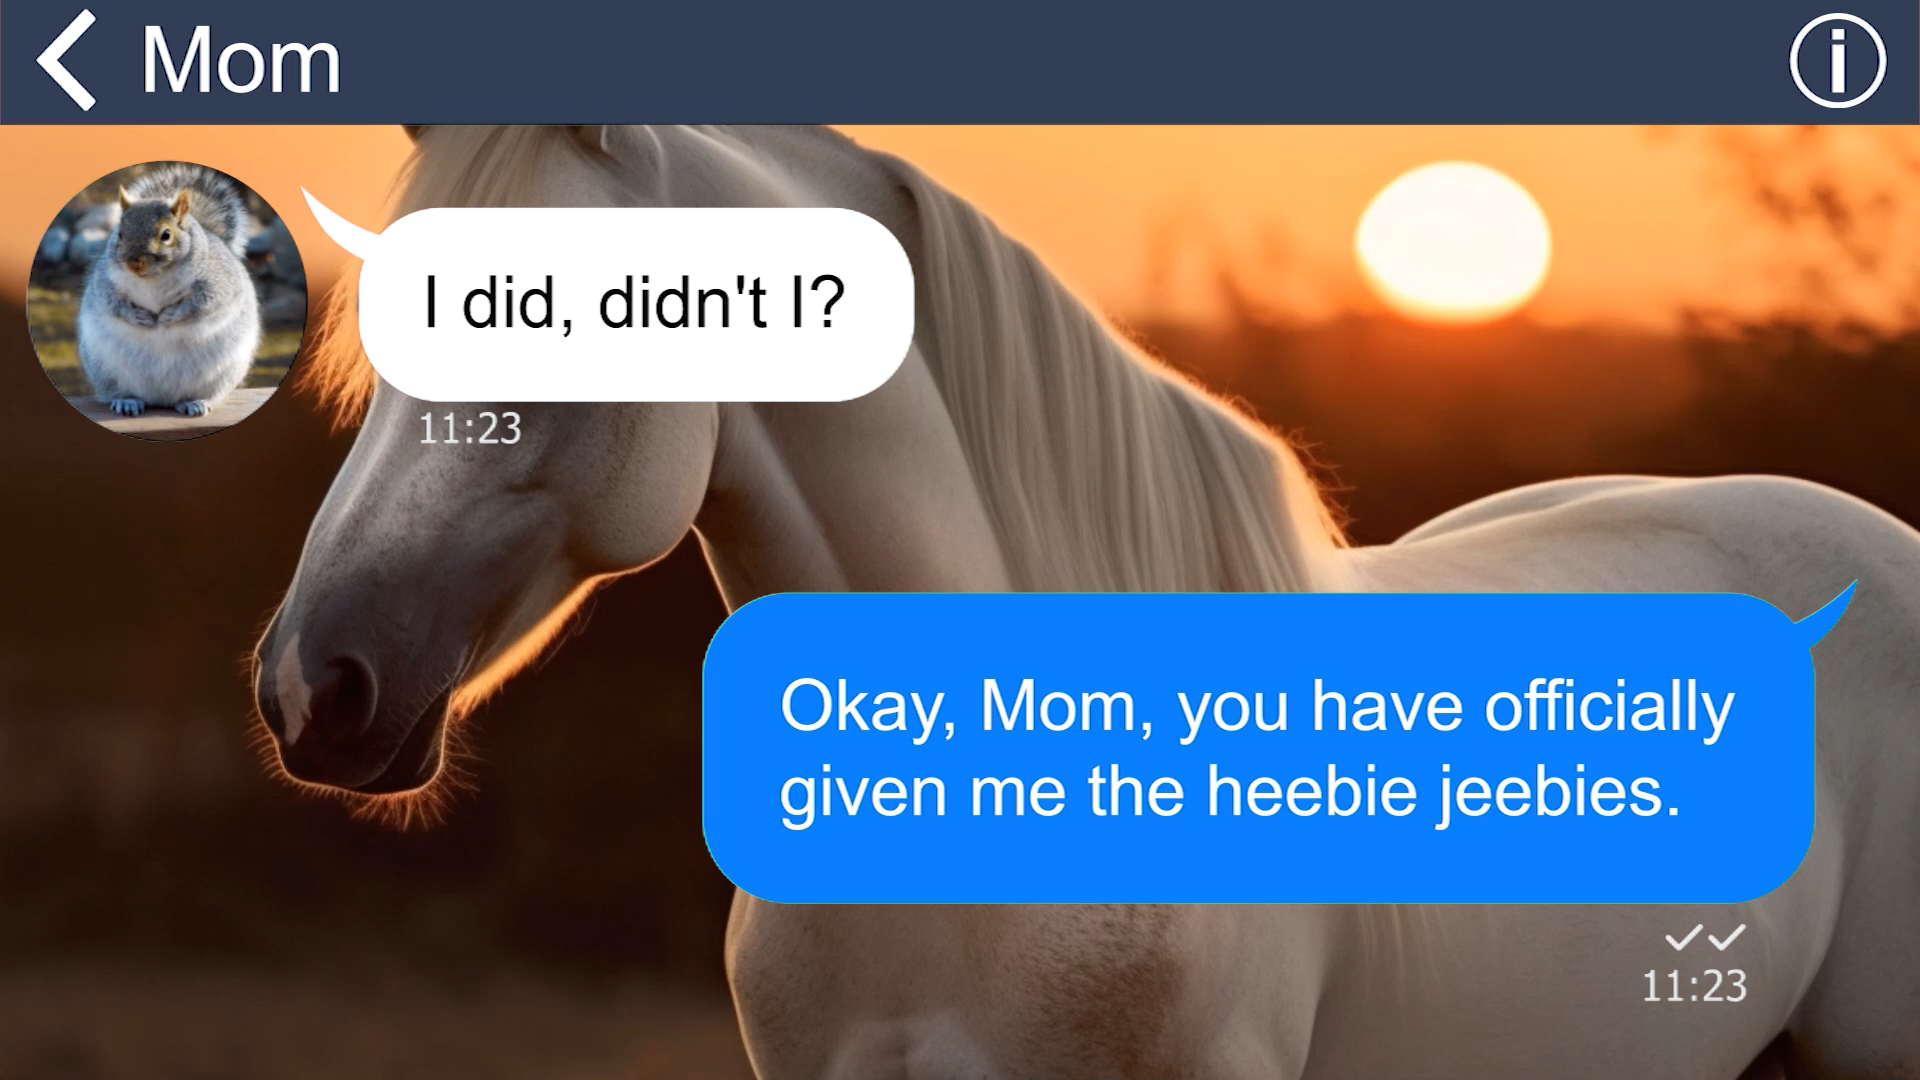 Mom
I did, didn't I?
11:23
Okay, Mom, you have officially
given me the heebie jeebies.
11:23